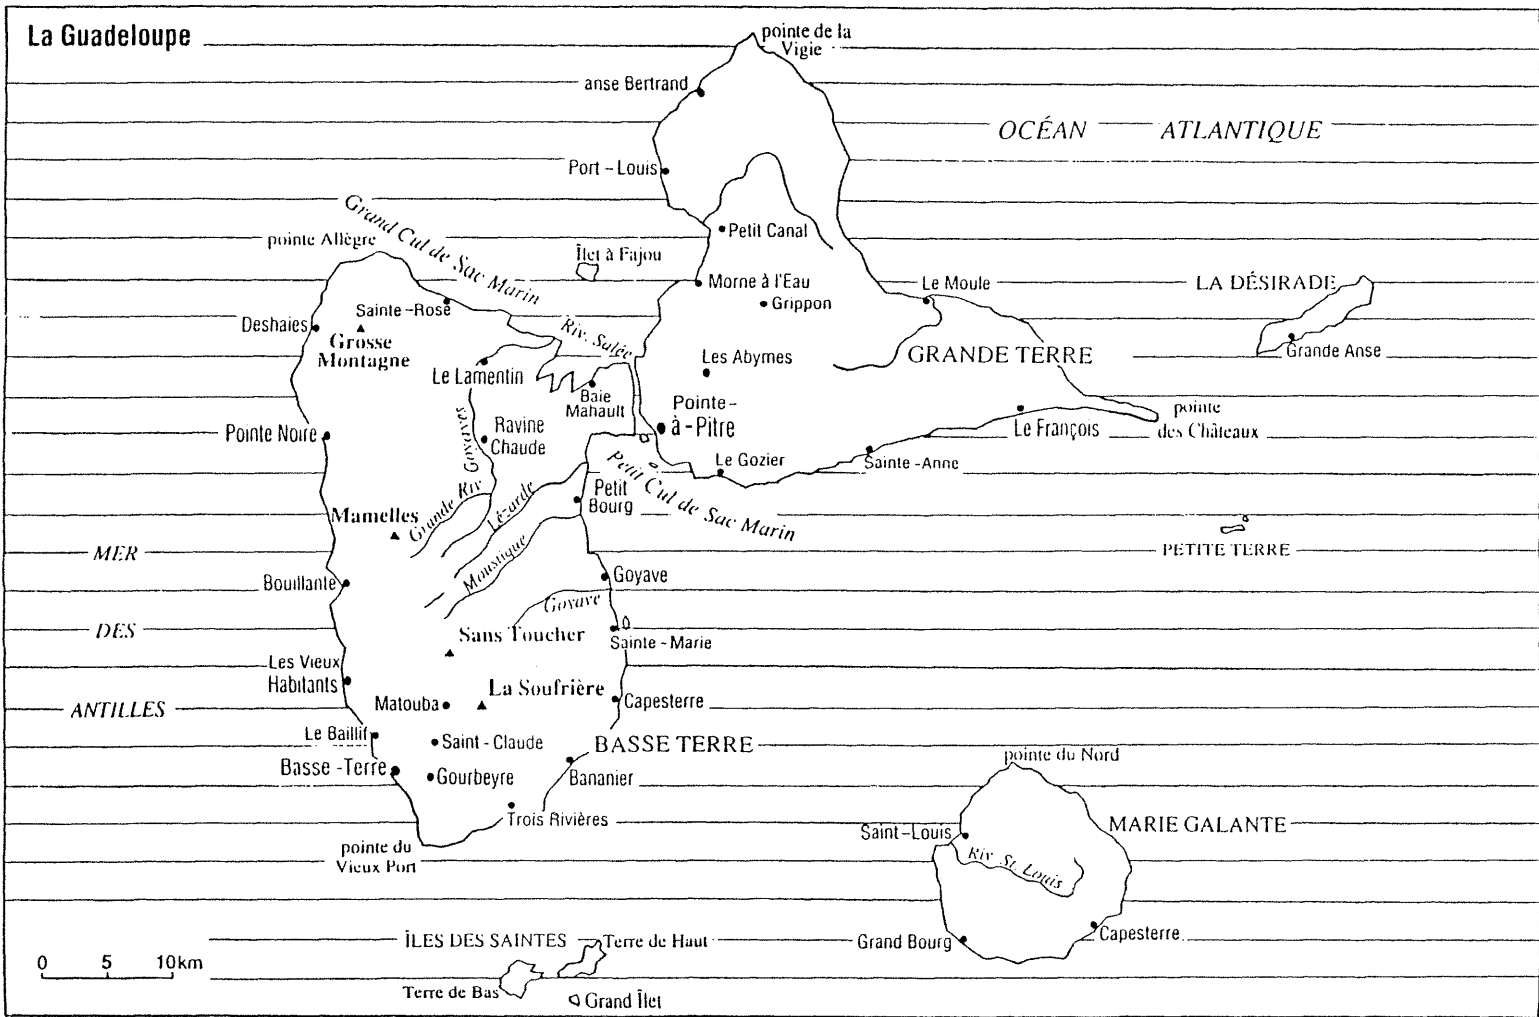 La Guadeloupe
pointe de la
Vigie
anse Bertrand
OCÉAN ATLANTIQUE
Port-Louis
Grand Cul de Sac Marin
pointe Allègre
Petit Canal
Îlet à Fajou
Morne à l'Eau
Le Moule
LA DÉSIRADE
Grippon
Sainte-Rose
Deshaies
Grosse
Montagne
Riv. Salée
Les Abymes
GRANDE TERRE
Grande Anse
Le Lamentin
Baie
Mahault
Pointe-
à-Pitre
pointe
des Châteaux
Le François
Pointe Noire
Ravine
Chaude
Grande Riv Goyaves
Le Gozier
Sainte-Anne
Petit Cul de Sac Marin
Lézarde
Petit
Bourg
Mamelles
Moustique
PETITE TERRE
MER
DES
ANTILLES
Bouillante
Goyave
Goyave
Sans Toucher
Sainte-Marie
Les Vieux
Habitants
La Soufrière
Matouba
Capesterre
Le Baillif
Saint-Claude
BASSE TERRE
Basse-Terre
Gourbeyre
Bananier
pointe du Nord
Trois Rivières
Saint-Louis
MARIE GALANTE
pointe du
Vieux Port
Riv. St. Louis
Grand Bourg
Capesterre
ÎLES DES SAINTES
Terre de Haut
0 5 10km
Terre de Bas
Grand Îlet